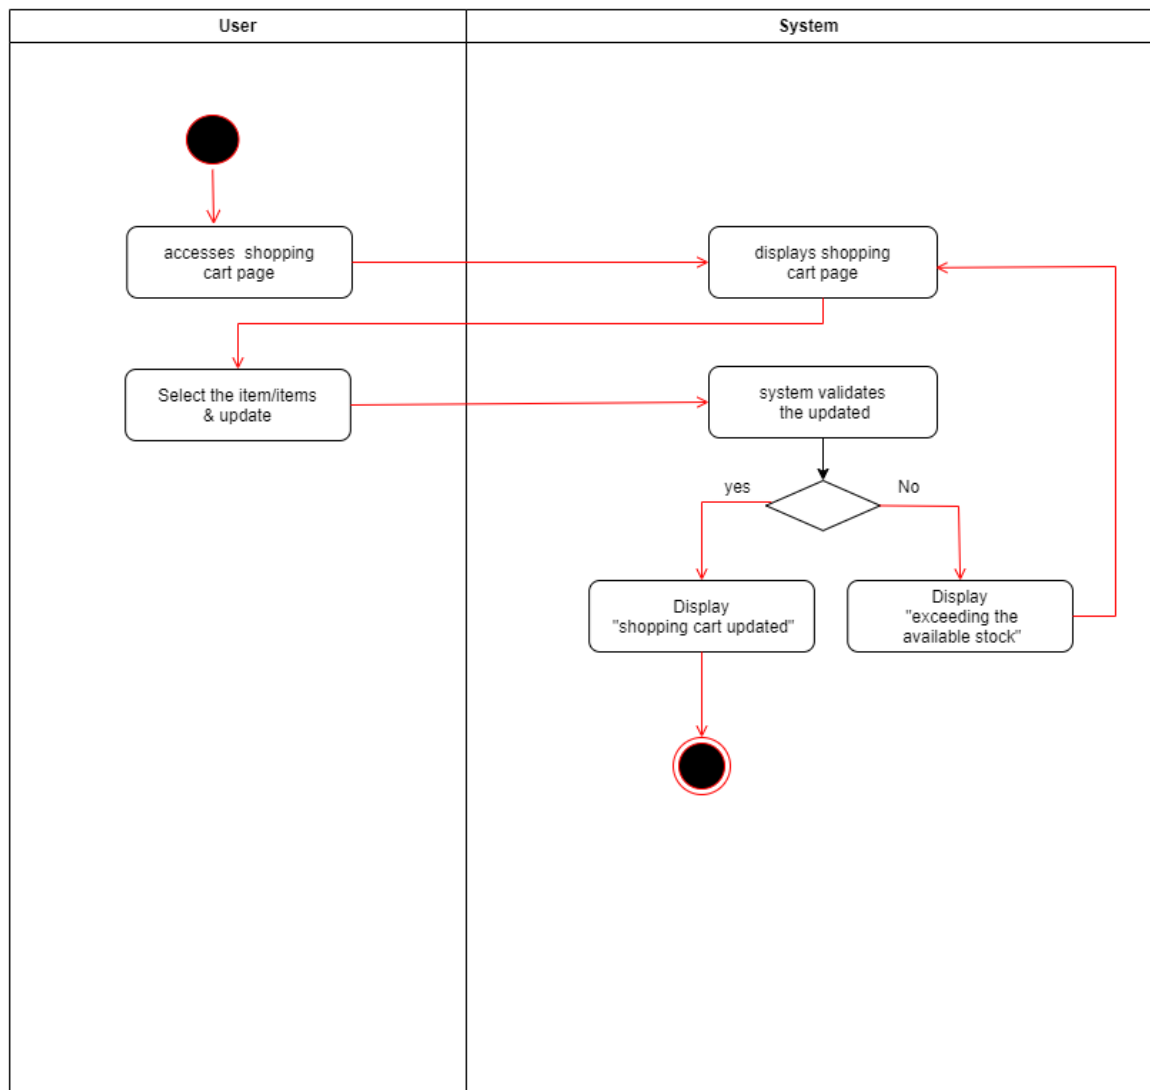 User
System
accesses  shopping
cart page
displays shopping
cart page
Select the item/items
& update
system validates
the updated
yes
No
Display
"shopping cart updated"
Display
"exceeding the
available stock"